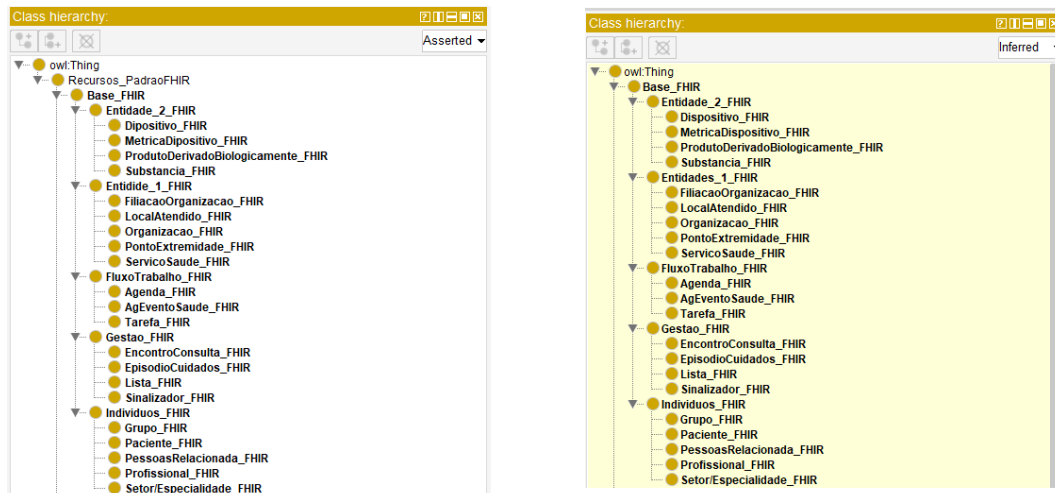 Class hierarchy:
Asserted
owl:Thing
Recursos_PadraoFHIR
Base_FHIR
Entidade_2_FHIR
Dipositivo_FHIR
MetricaDipositivo_FHIR
ProdutoDerivadoBiologicamente_FHIR
Substancia_FHIR
Entidide_1_FHIR
FiliacaoOrganizacao_FHIR
LocalAtendido_FHIR
Organizacao_FHIR
PontoExtremidade_FHIR
ServicoSaude_FHIR
FluxoTrabalho_FHIR
Agenda_FHIR
AgEventoSaude_FHIR
Tarefa_FHIR
Gestao_FHIR
EncontroConsulta_FHIR
EpisodioCuidados_FHIR
Lista_FHIR
Sinalizador_FHIR
Individuos_FHIR
Grupo_FHIR
Paciente_FHIR
PessoasRelacionada_FHIR
Profissional_FHIR
Setor/Especialidade_FHIR
Class hierarchy:
Inferred
owl:Thing
Base_FHIR
Entidade_2_FHIR
Dispositivo_FHIR
MetricaDispositivo_FHIR
ProdutoDerivadoBiologicamente_FHIR
Substancia_FHIR
Entidades_1_FHIR
FiliacaoOrganizacao_FHIR
LocalAtendido_FHIR
Organizacao_FHIR
PontoExtremidade_FHIR
ServicoSaude_FHIR
FluxoTrabalho_FHIR
Agenda_FHIR
AgEventoSaude_FHIR
Tarefa_FHIR
Gestao_FHIR
EncontroConsulta_FHIR
EpisodioCuidados_FHIR
Lista_FHIR
Sinalizador_FHIR
Individuos_FHIR
Grupo_FHIR
Paciente_FHIR
PessoasRelacionada_FHIR
Profissional_FHIR
Setor/Especialidade_FHIR